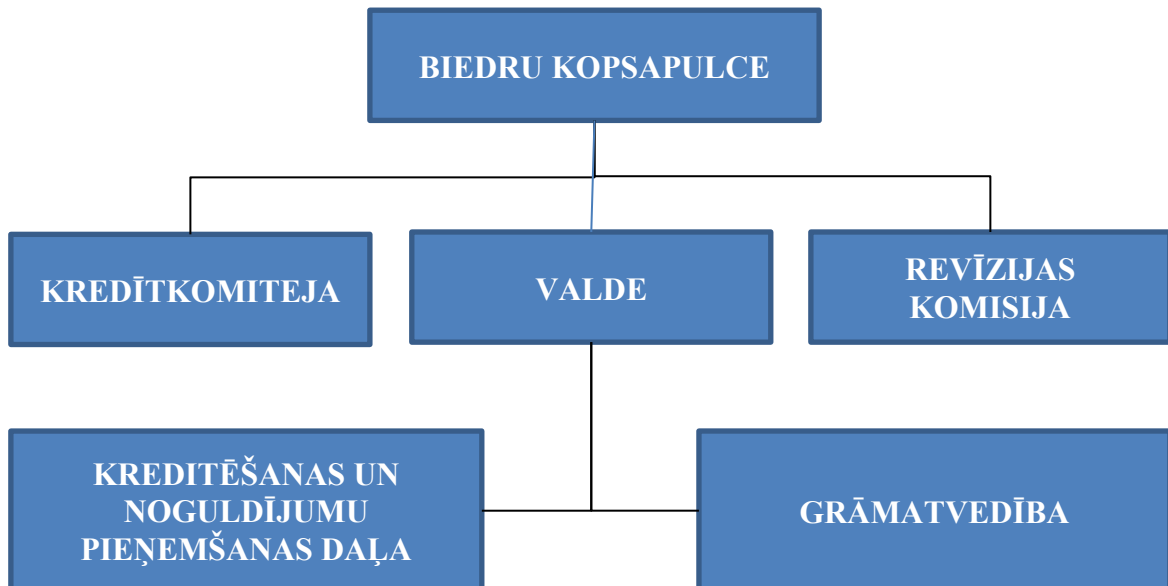 BIEDRU KOPSAPULCE
KREDĪTKOMITEJA
VALDE
REVĪZIJAS
KOMISIJA
KREDITĒŠANAS UN
NOGULDĪJUMU
PIEŅEMŠANAS DAĻA
GRĀMATVEDĪBA